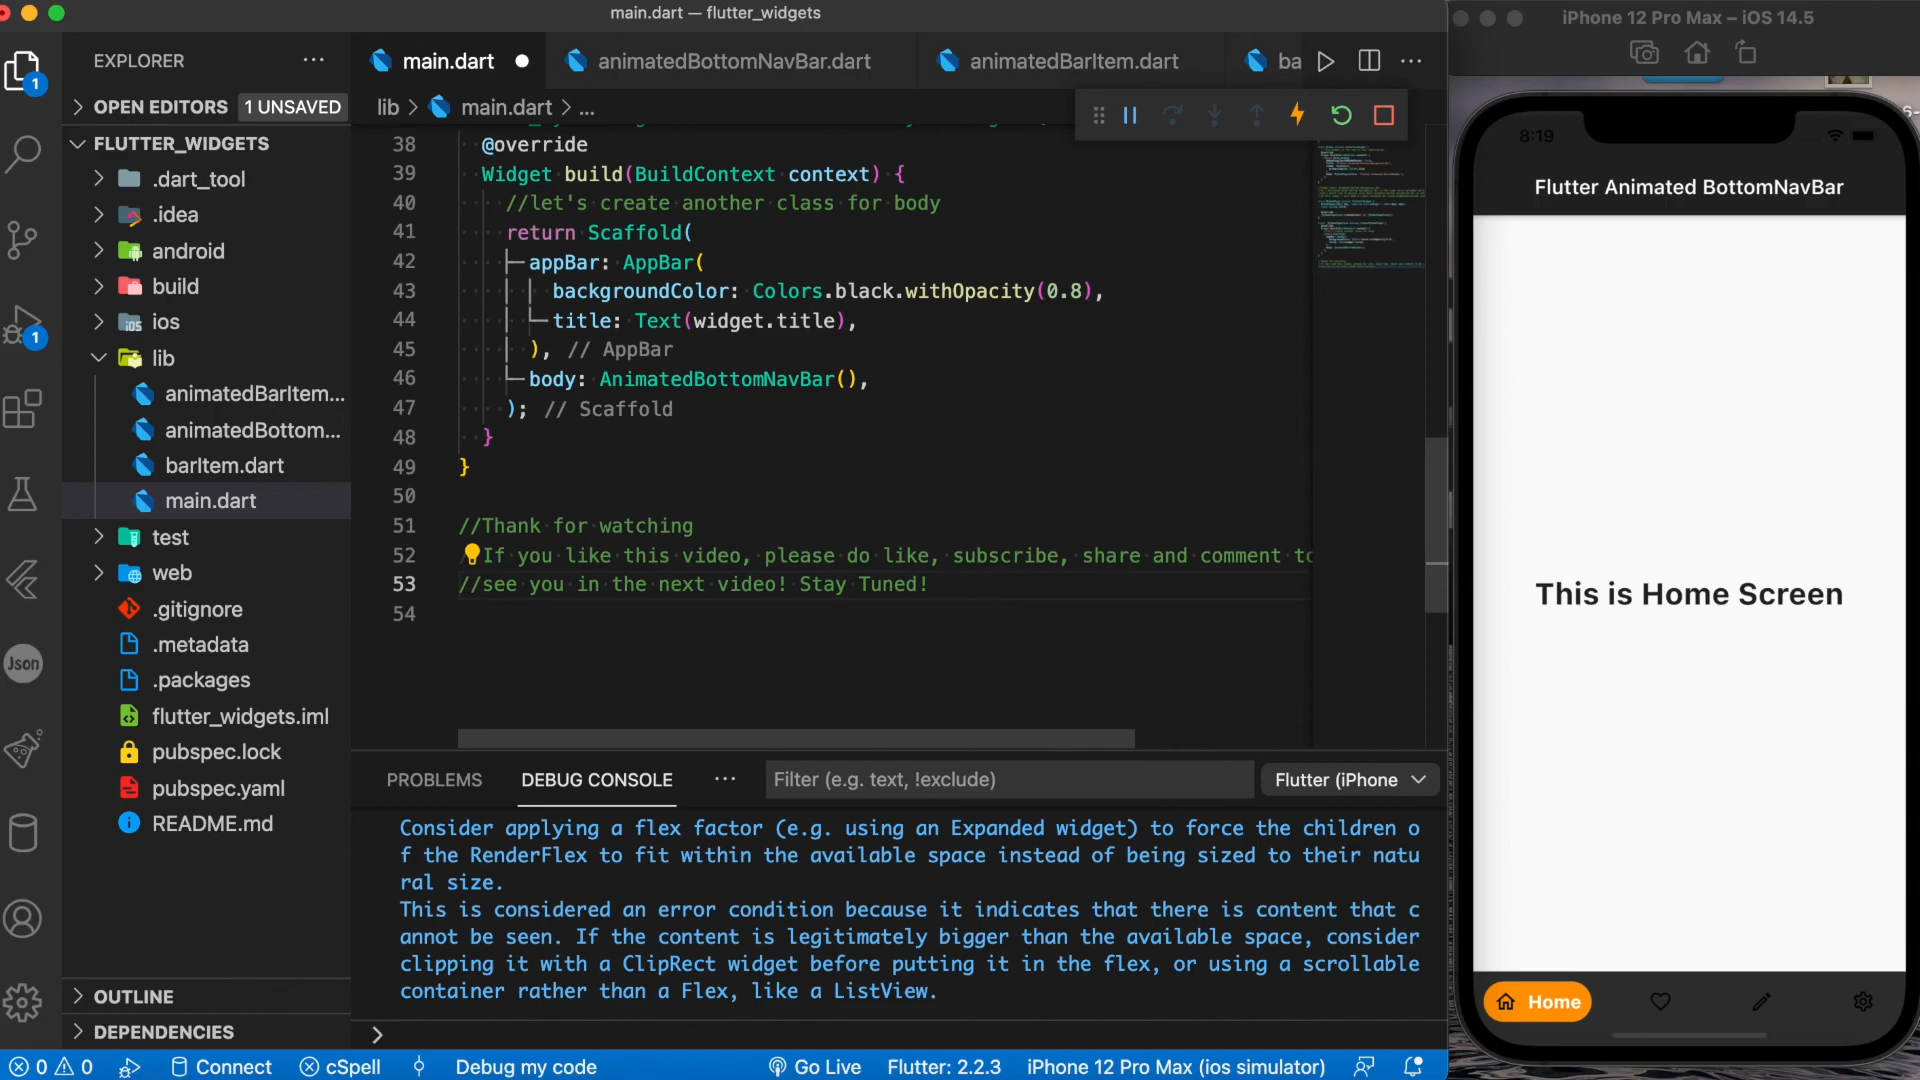 main.dart — flutter_widgets
EXPLORER
OPEN EDITORS 1 UNSAVED
FLUTTER_WIDGETS
.dart_tool
.idea
android
build
ios
lib
animatedBarItem...
animatedBottom...
barItem.dart
main.dart
test
web
.gitignore
.metadata
.packages
flutter_widgets.iml
pubspec.lock
pubspec.yaml
README.md
OUTLINE
DEPENDENCIES
1
1
Json
main.dart animatedBottomNavBar.dart animatedBarItem.dart ba
lib > main.dart > ...
38 @override
39 Widget build(BuildContext context) {
40 //let's create another class for body
41 return Scaffold(
42 appBar: AppBar(
43 backgroundColor: Colors.black.withOpacity(0.8),
44 title: Text(widget.title),
45 ), // AppBar
46 body: AnimatedBottomNavBar(),
47 ); // Scaffold
48 }
49 }
50
51 //Thank for watching
52 If you like this video, please do like, subscribe, share and comment to
53 //see you in the next video! Stay Tuned!
54
PROBLEMS DEBUG CONSOLE ... Filter (e.g. text, !exclude) Flutter (iPhone
Consider applying a flex factor (e.g. using an Expanded widget) to force the children o
f the RenderFlex to fit within the available space instead of being sized to their natu
ral size.
This is considered an error condition because it indicates that there is content that c
annot be seen. If the content is legitimately bigger than the available space, consider
clipping it with a ClipRect widget before putting it in the flex, or using a scrollable
container rather than a Flex, like a ListView.
>
0 0 Connect cSpell Debug my code Go Live Flutter: 2.2.3 iPhone 12 Pro Max (ios simulator)
iPhone 12 Pro Max – iOS 14.5
8:19
Flutter Animated BottomNavBar
This is Home Screen
Home